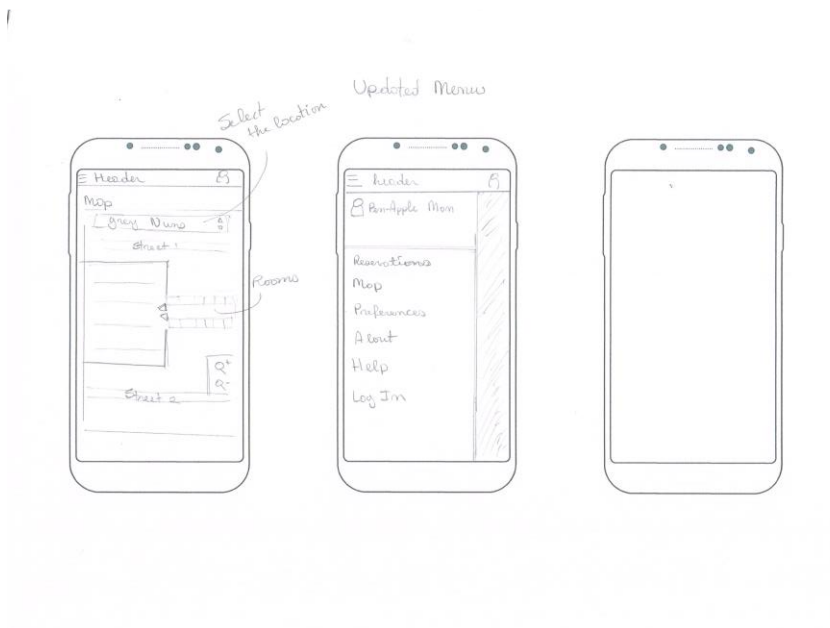 Updated Menu
Select
the location
Header
Map
grey Nuns
Street 1
Rooms
Street 2
header
Reservations
Map
Preferences
About
Help
Log In